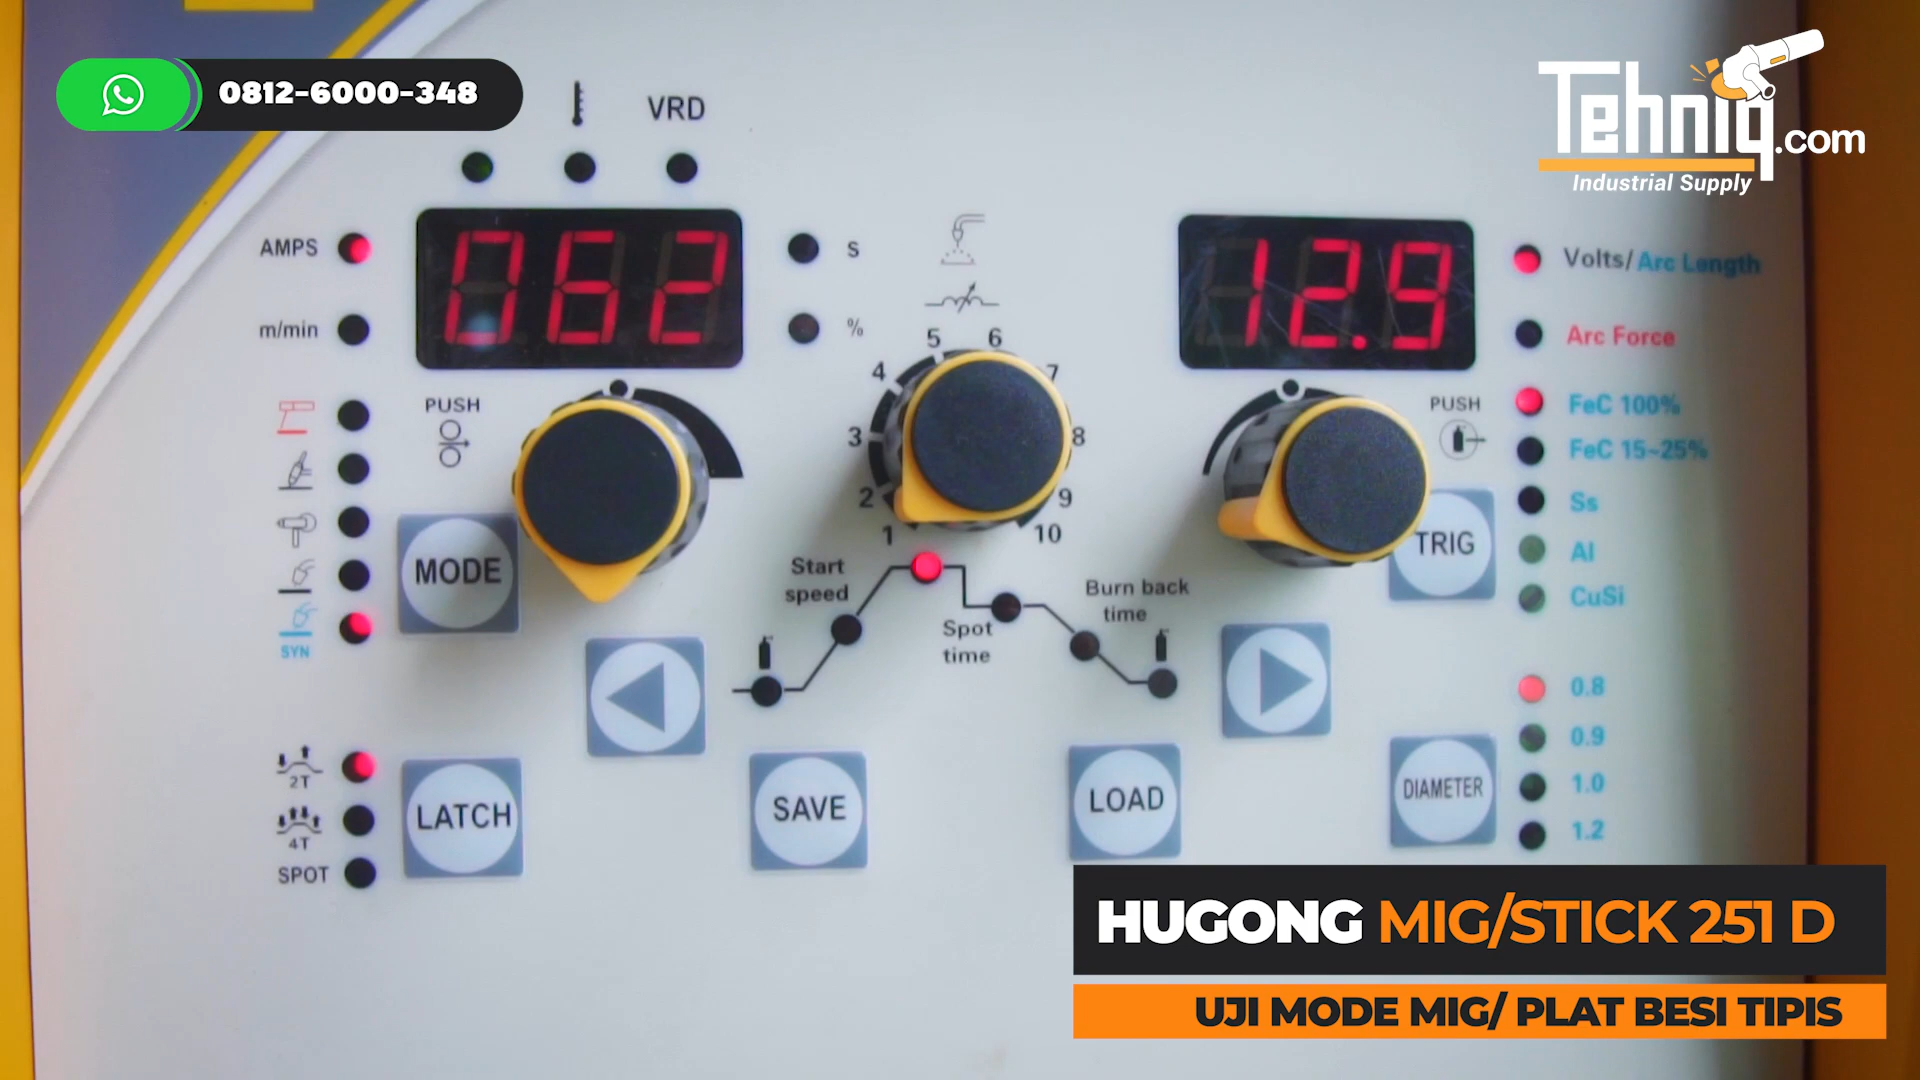 0812-6000-348
Tehniq.com
Industrial Supply
VRD
AMPS
m/min
062
S
%
12.9
Volts/Arc Length
Arc Force
FeC 100%
FeC 15~25%
Ss
Al
CuSi
PUSH
PUSH
1 2 3 4 5 6 7 8 9 10
MODE
TRIG
SYN
Start
speed
Spot
time
Burn back
time
2T
4T
SPOT
LATCH
SAVE
LOAD
DIAMETER
0.8
0.9
1.0
1.2
HUGONG MIG/STICK 251 D
UJI MODE MIG/ PLAT BESI TIPIS